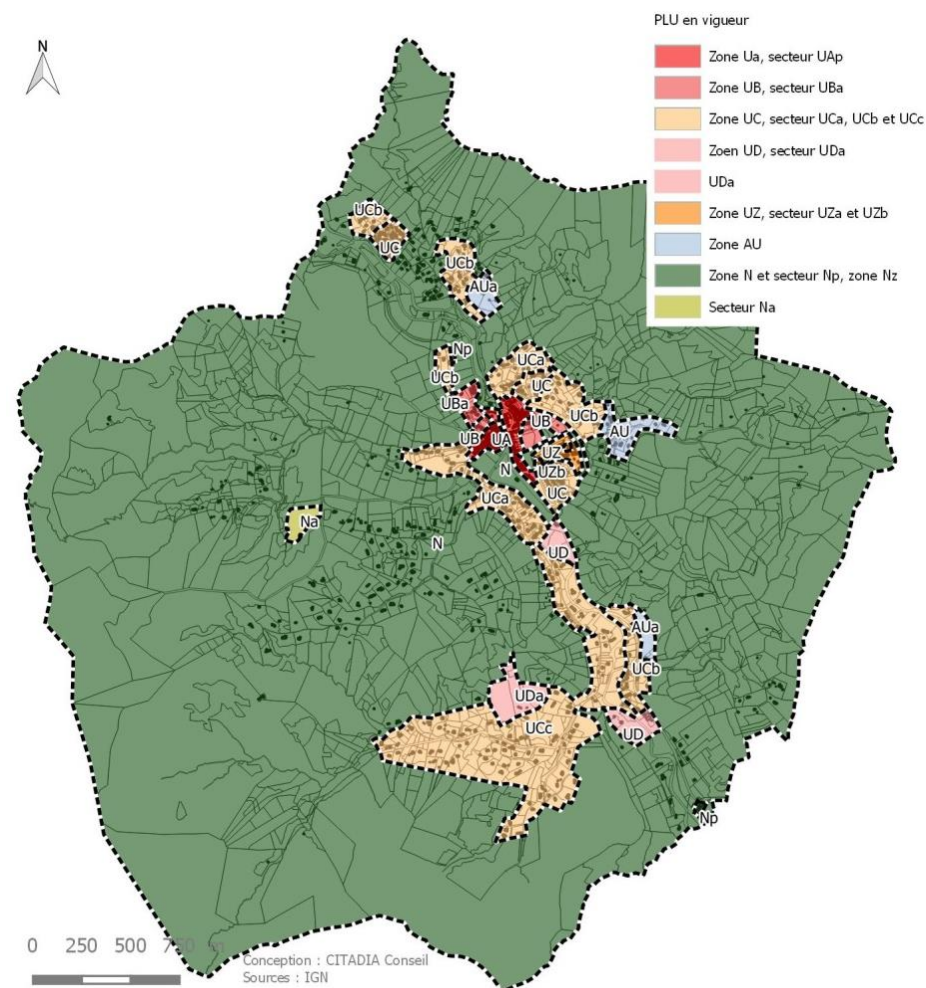 PLU en vigueur
Zone Ua, secteur UAp
Zone UB, secteur UBa
Zone UC, secteur UCa, UCb et UCc
Zoen UD, secteur UDa
UDa
Zone UZ, secteur UZa et UZb
Zone AU
Zone N et secteur Np, zone Nz
Secteur Na
N
UCb
UC
UCb
AUa
Np
UCa
UCb
UC
UBa
UCb
UB
AU
UB
UA
UZ
N
UZb
UCa
UC
Na
N
UD
AUa
UCb
UDa
UCc
UD
Np
0 250 500 750 m
Conception : CITADIA Conseil
Sources : IGN